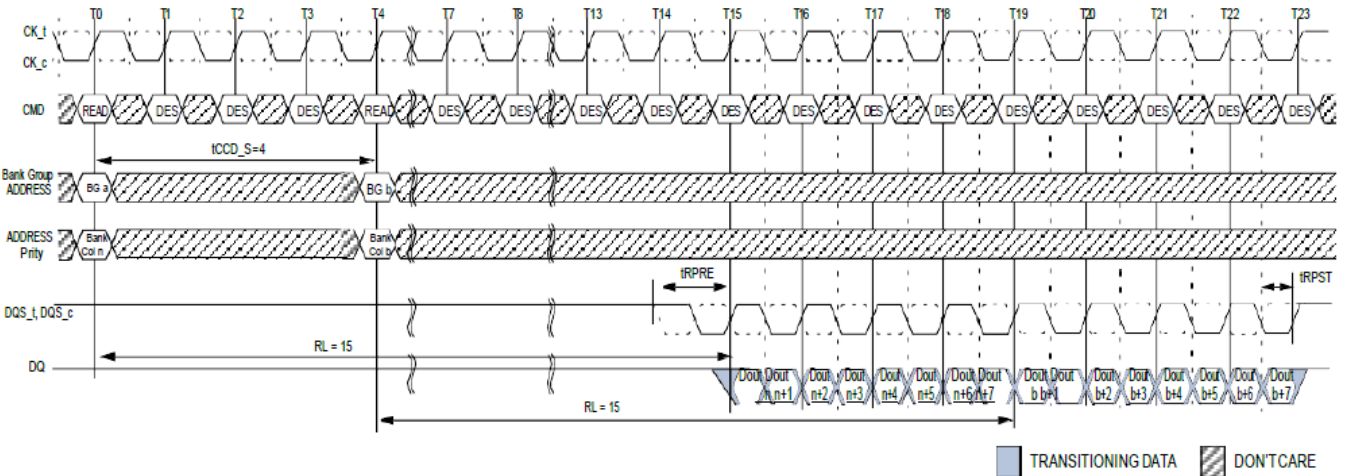 T0 T1 T2 T3 T4 T7 T8 T13 T14 T15 T16 T17 T18 T19 T20 T21 T22 T23
CK_t
CK_c
CMD READ DES DES DES READ DES DES DES DES DES DES DES DES DES DES DES DES DES
tCCD_S=4
Bank Group
ADDRESS BG a BG b
ADDRESS Bank Bank
Prity Col n Col b
tRPRE tRPST
DQS_t, DQS_c
RL = 15
DQ Dout Dout Dout Dout Dout Dout Dout Dout Dout Dout Dout Dout Dout Dout Dout Dout
n n+1 n+2 n+3 n+4 n+5 n+6 n+7 b b+1 b+2 b+3 b+4 b+5 b+6 b+7
RL = 15
TRANSITIONING DATA DON'TCARE